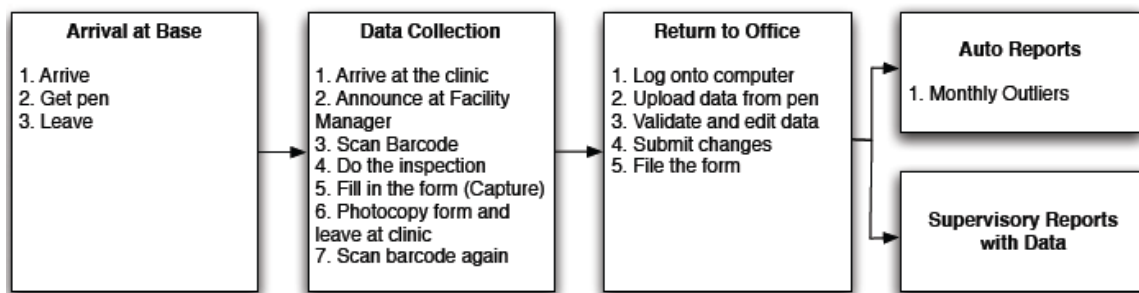 Arrival at Base
1. Arrive
2. Get pen
3. Leave
Data Collection
1. Arrive at the clinic
2. Announce at Facility
Manager
3. Scan Barcode
4. Do the inspection
5. Fill in the form (Capture)
6. Photocopy form and
leave at clinic
7. Scan barcode again
Return to Office
1. Log onto computer
2. Upload data from pen
3. Validate and edit data
4. Submit changes
5. File the form
Auto Reports
1. Monthly Outliers
Supervisory Reports
with Data